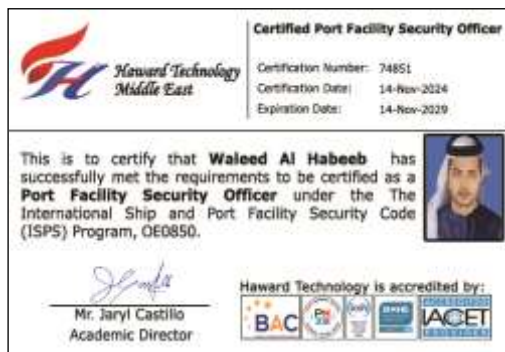 Certified Port Facility Security Officer
Haward Technology
Middle East
Certification Number: 74851
Certification Date: 14-Nov-2024
Expiration Date: 14-Nov-2029
This is to certify that Waleed Al Habeeb has
successfully met the requirements to be certified as a
Port Facility Security Officer under the The
International Ship and Port Facility Security Code
(ISPS) Program, OE0850.
Mr. Jaryl Castillo
Academic Director
Haward Technology is accredited by:
BAC
ACCREDITED
IACET
PROVIDER